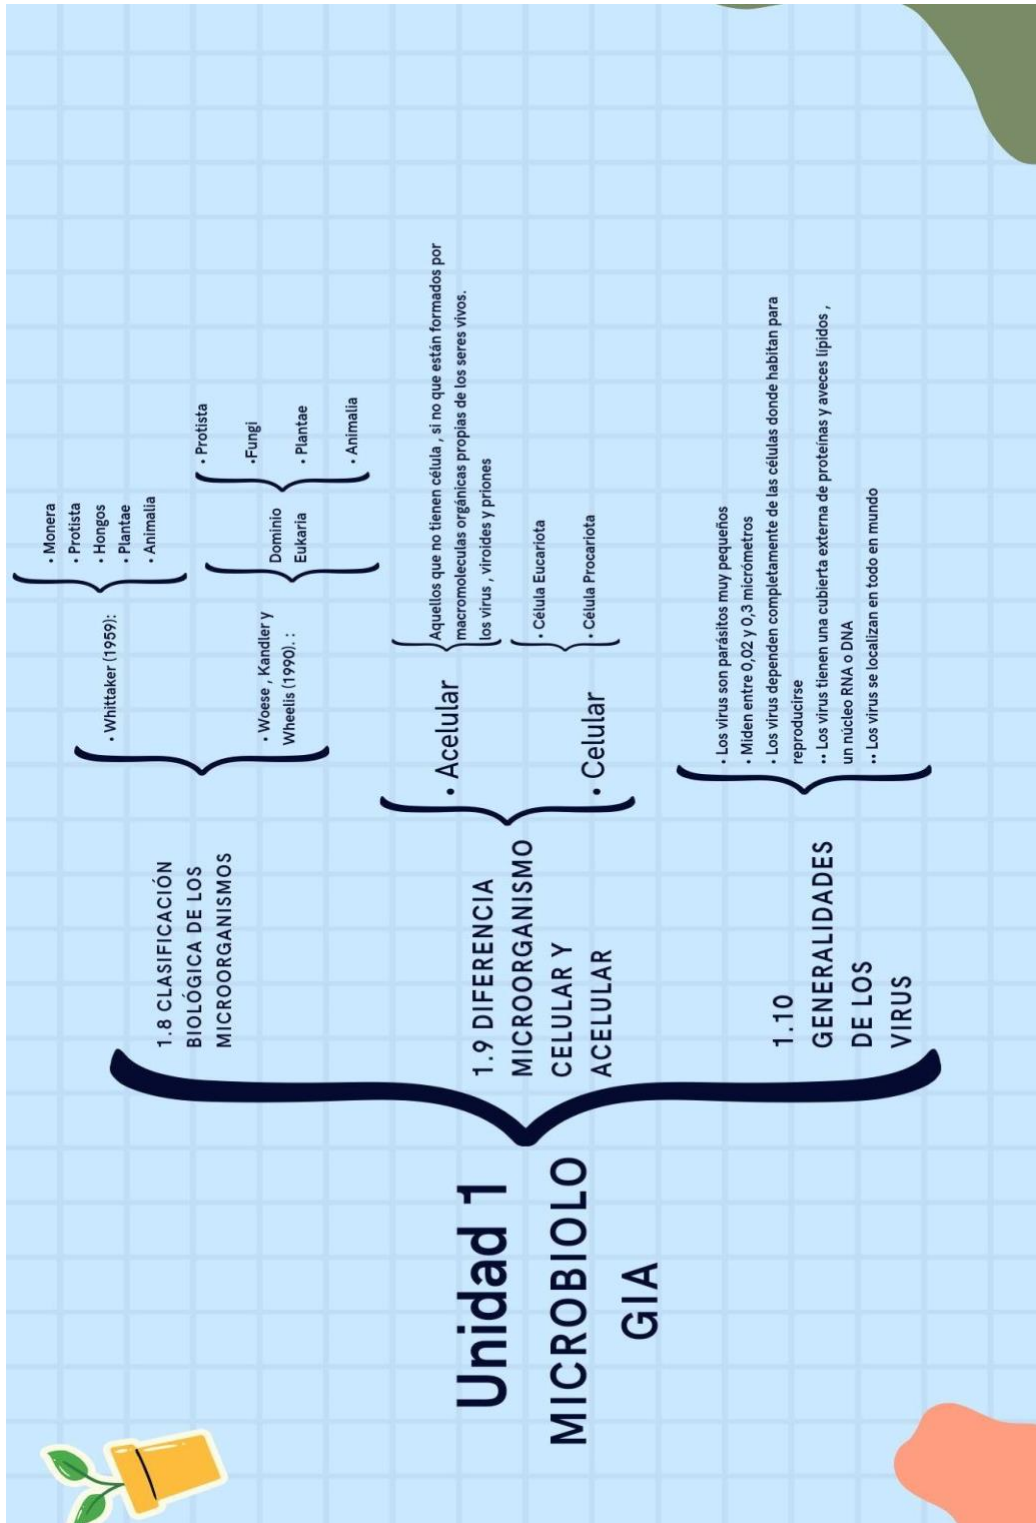 Unidad 1
MICROBIOLO
GIA
1.8 CLASIFICACIÓN
BIOLÓGICA DE LOS
MICROORGANISMOS
• Whittaker (1959):
• Monera
• Protista
• Hongos
• Plantae
• Animalia
• Woese , Kandler y
Wheelis (1990). :
Dominio
Eukaria
• Protista
•Fungi
• Plantae
• Animalia
1.9 DIFERENCIA
MICROORGANISMO
CELULAR Y
ACELULAR
• Acelular
Aquellos que no tienen célula , si no que están formados por
macromoleculas orgánicas propias de los seres vivos.
los virus , viroides y priones
• Celular
• Célula Eucariota
• Célula Procariota
1.10
GENERALIDADES
DE LOS
VIRUS
• Los virus son parásitos muy pequeños
• Miden entre 0,02 y 0,3 micrómetros
• Los virus dependen completamente de las células donde habitan para
reproducirse
•• Los virus tienen una cubierta externa de proteínas y aveces lípidos ,
un núcleo RNA o DNA
•• Los virus se localizan en todo en mundo